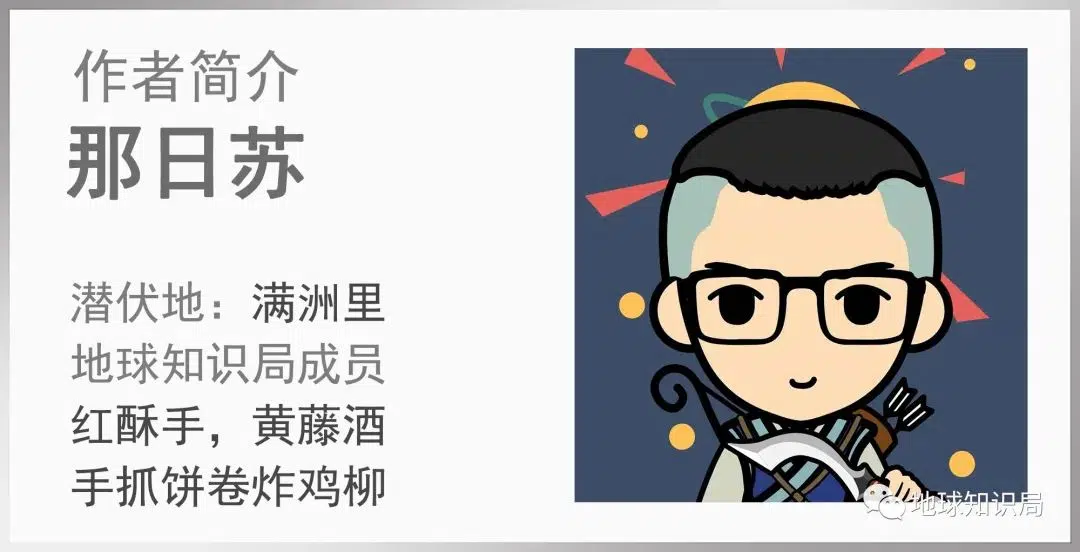 作者简介
那日苏
潜伏地：满洲里
地球知识局成员
红酥手，黄藤酒
手抓饼卷炸鸡柳
地球知识局